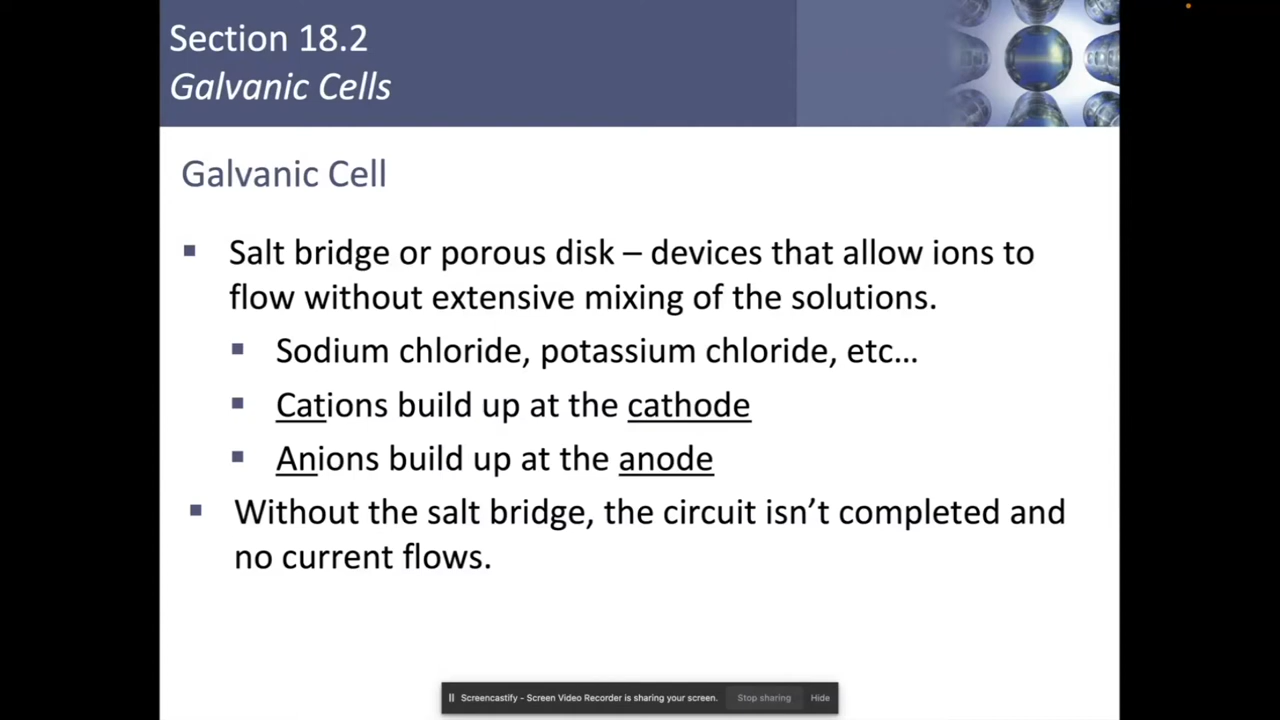 Section 18.2
Galvanic Cells
Galvanic Cell
Salt bridge or porous disk – devices that allow ions to
flow without extensive mixing of the solutions.
Sodium chloride, potassium chloride, etc…
Cations build up at the cathode
Anions build up at the anode
Without the salt bridge, the circuit isn’t completed and
no current flows.
Screencastify - Screen Video Recorder is sharing your screen. Stop sharing Hide